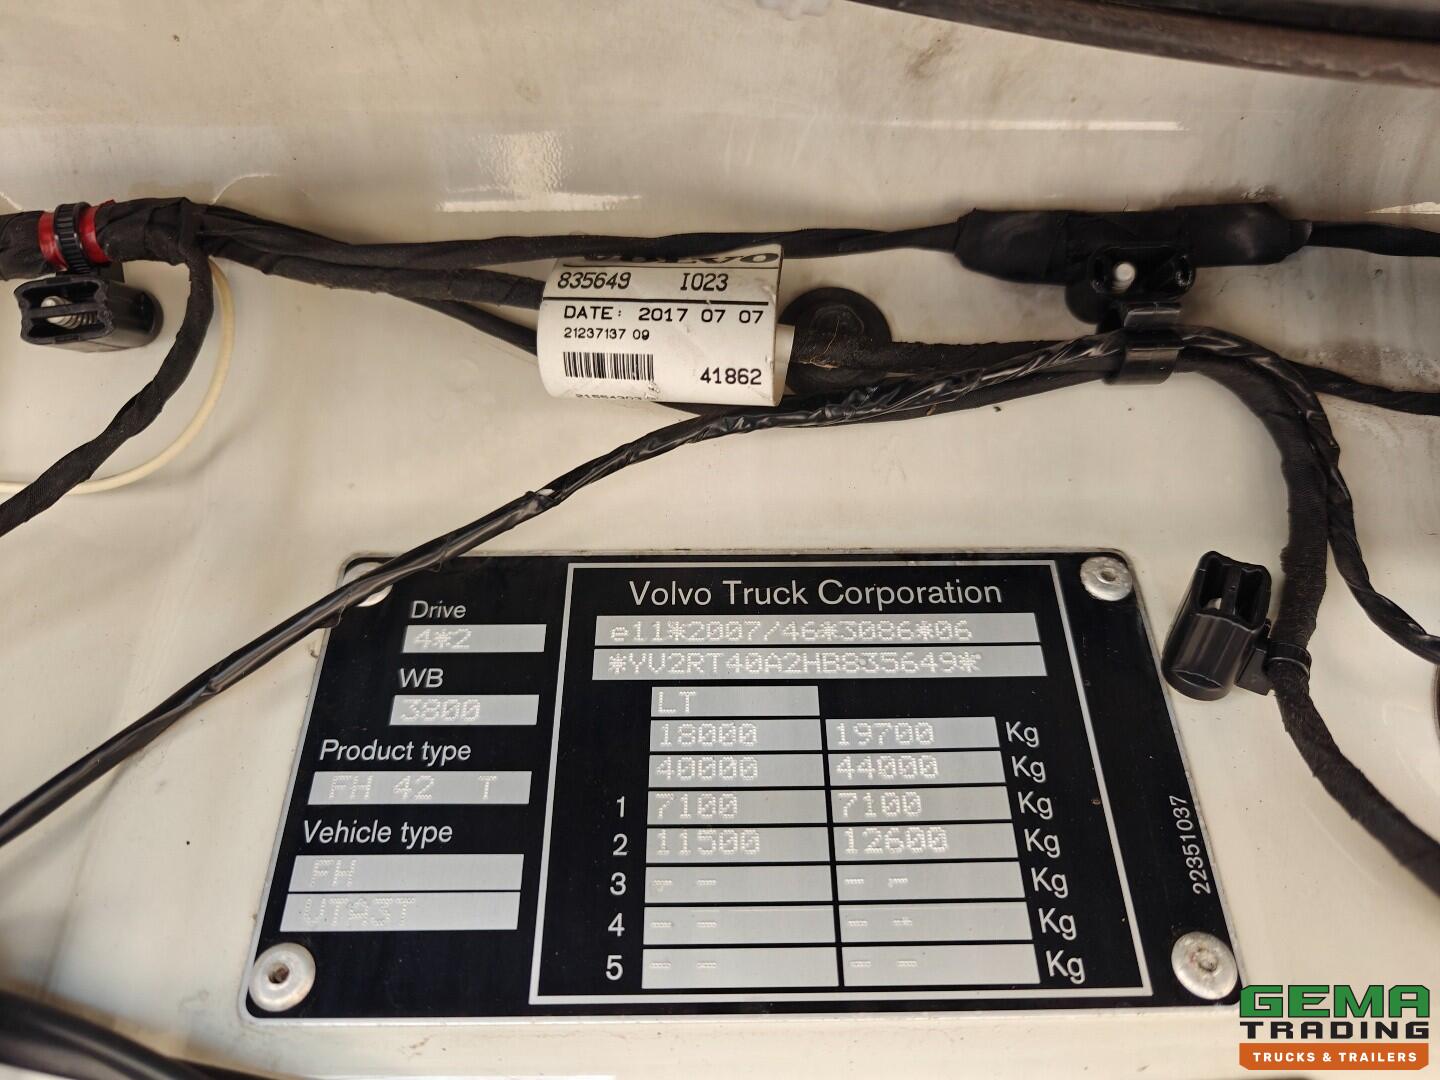 VOLVO
835649 I023
DATE: 2017 07 07
21237137 09
41862
Drive
4*2
WB
3800
Product type
FH 42 T
Vehicle type
FH
VTA3T
Volvo Truck Corporation
e11*2007/46*3086*06
*YV2RT40A2HB835649*
LT
18000 19700 Kg
40000 44000 Kg
1 7100 7100 Kg
2 11500 12600 Kg
3 -- -- -- -- Kg
4 -- -- -- -- Kg
5 -- -- -- -- Kg
22351037
GEMA
TRADING
TRUCKS & TRAILERS